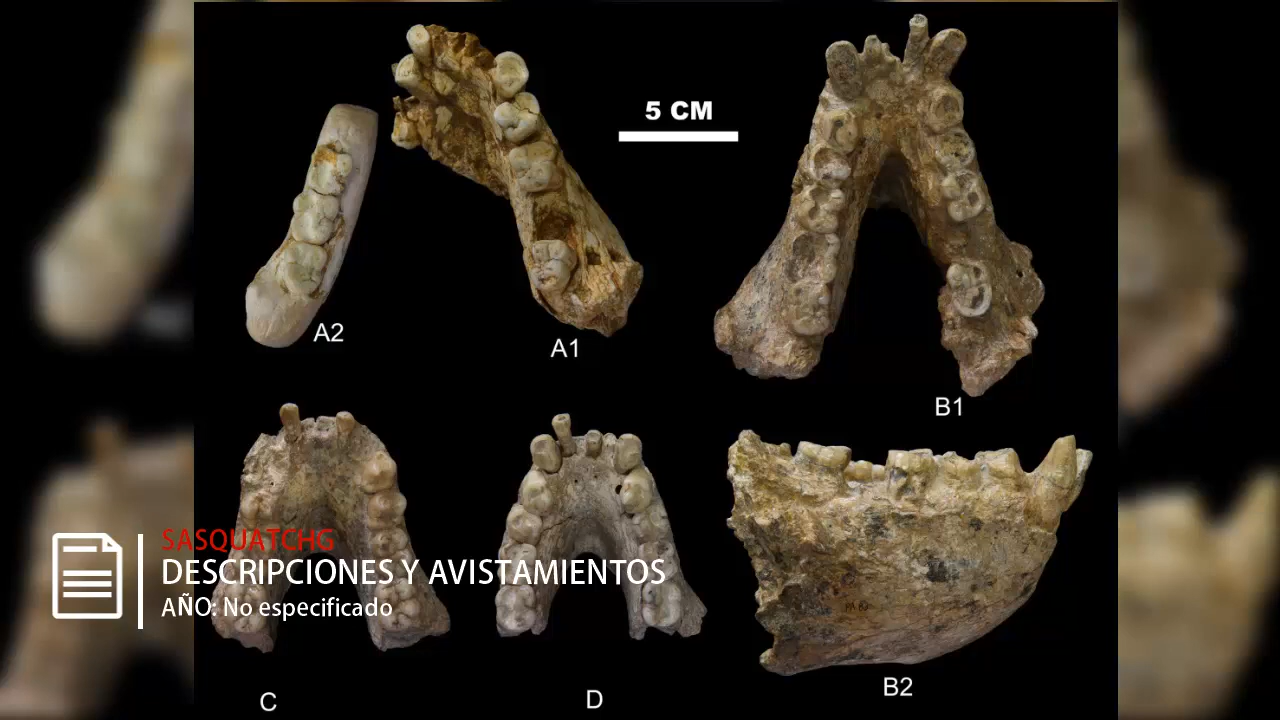 5 CM
A2
A1
B1
SASQUATCHG
DESCRIPCIONES Y AVISTAMIENTOS
AÑO: No especificado
C
D
B2